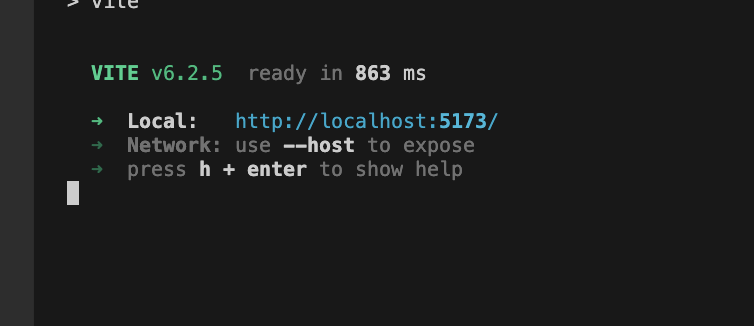 > vite
VITE v6.2.5 ready in 863 ms
➜ Local: http://localhost:5173/
➜ Network: use --host to expose
➜ press h + enter to show help